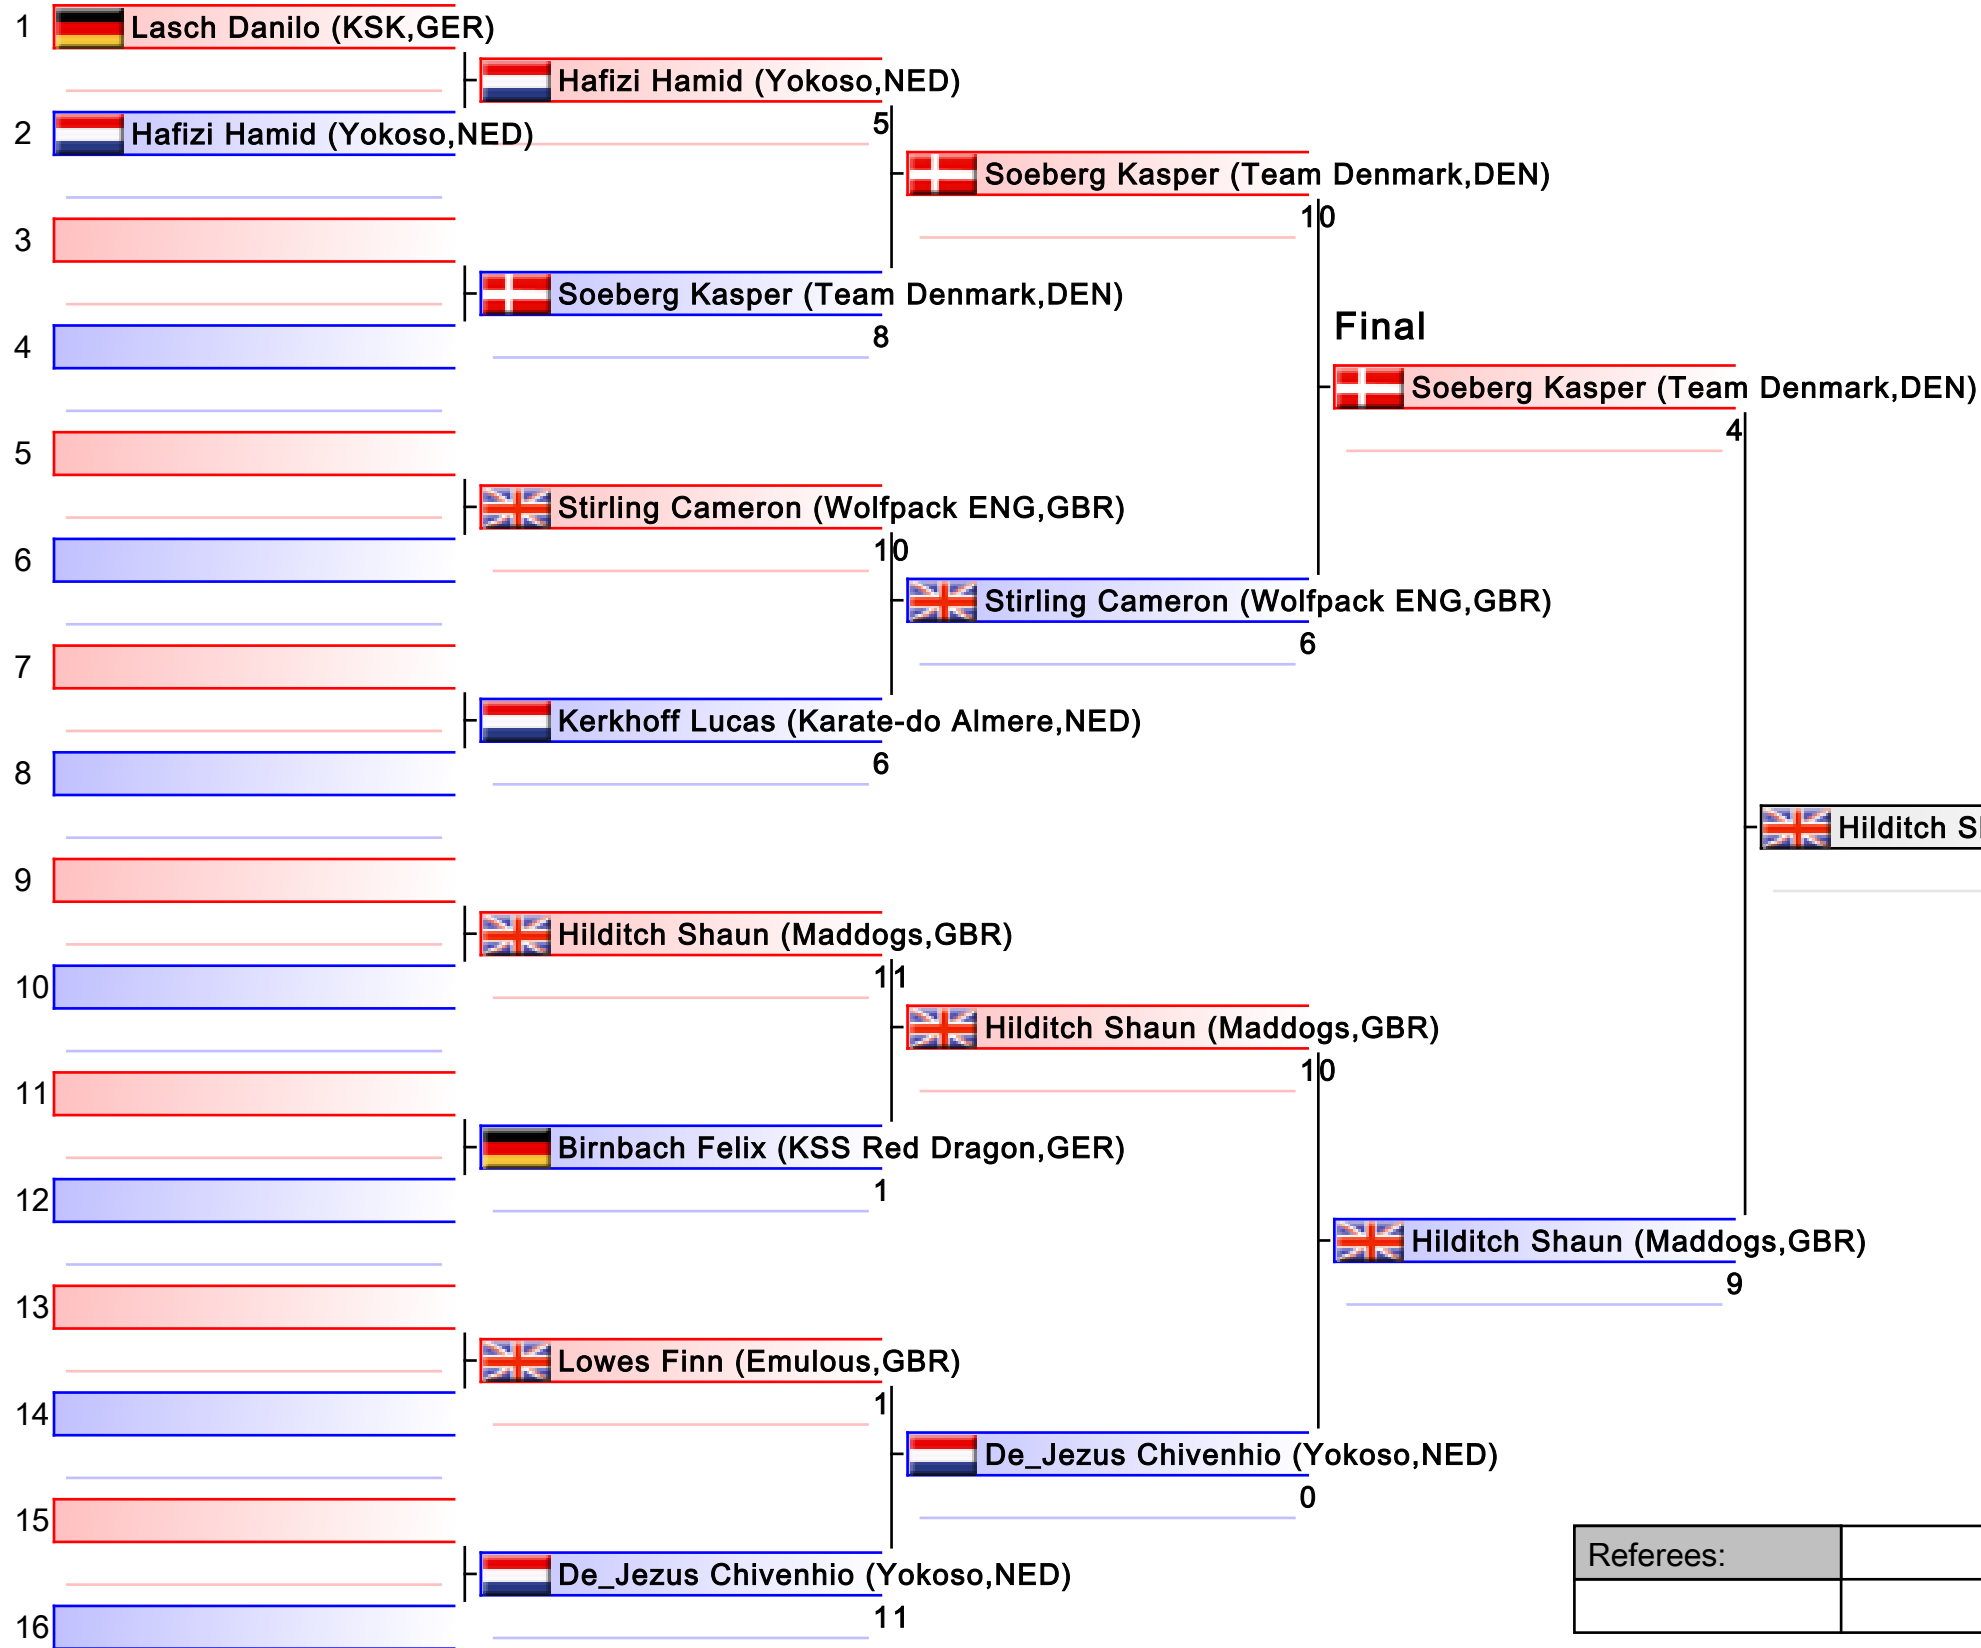 1 Lasch Danilo (KSK,GER)
Hafizi Hamid (Yokoso,NED)
5
2 Hafizi Hamid (Yokoso,NED)
Soeberg Kasper (Team Denmark,DEN)
10
3
Soeberg Kasper (Team Denmark,DEN)
8
4
Final
Soeberg Kasper (Team Denmark,DEN)
4
5
Stirling Cameron (Wolfpack ENG,GBR)
10
6
Stirling Cameron (Wolfpack ENG,GBR)
6
7
Kerkhoff Lucas (Karate-do Almere,NED)
6
8
Hilditch
9
Hilditch Shaun (Maddogs,GBR)
11
10
Hilditch Shaun (Maddogs,GBR)
10
11
Birnbach Felix (KSS Red Dragon,GER)
1
12
Hilditch Shaun (Maddogs,GBR)
9
13
Lowes Finn (Emulous,GBR)
1
14
De_Jezus Chivenhio (Yokoso,NED)
0
15
Referees:
De_Jezus Chivenhio (Yokoso,NED)
11
16